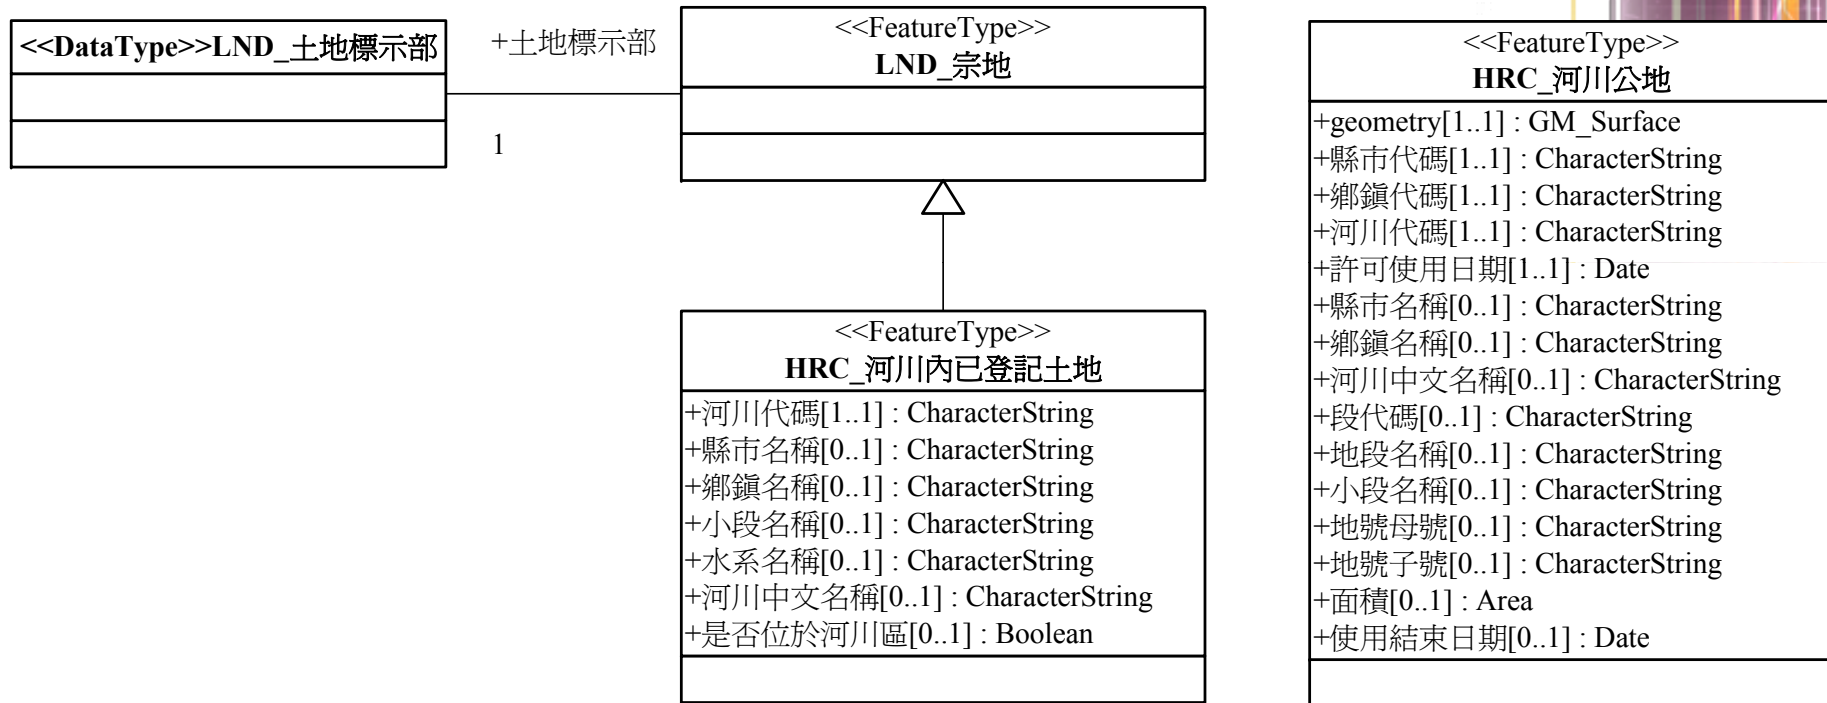 <<DataType>>LND_土地標示部
+土地標示部
1
<<FeatureType>>
LND_宗地
<<FeatureType>>
HRC_河川內已登記土地
+河川代碼[1..1] : CharacterString
+縣市名稱[0..1] : CharacterString
+鄉鎮名稱[0..1] : CharacterString
+小段名稱[0..1] : CharacterString
+水系名稱[0..1] : CharacterString
+河川中文名稱[0..1] : CharacterString
+是否位於河川區[0..1] : Boolean
<<FeatureType>>
HRC_河川公地
+geometry[1..1] : GM_Surface
+縣市代碼[1..1] : CharacterString
+鄉鎮代碼[1..1] : CharacterString
+河川代碼[1..1] : CharacterString
+許可使用日期[1..1] : Date
+縣市名稱[0..1] : CharacterString
+鄉鎮名稱[0..1] : CharacterString
+河川中文名稱[0..1] : CharacterString
+段代碼[0..1] : CharacterString
+地段名稱[0..1] : CharacterString
+小段名稱[0..1] : CharacterString
+地號母號[0..1] : CharacterString
+地號子號[0..1] : CharacterString
+面積[0..1] : Area
+使用結束日期[0..1] : Date